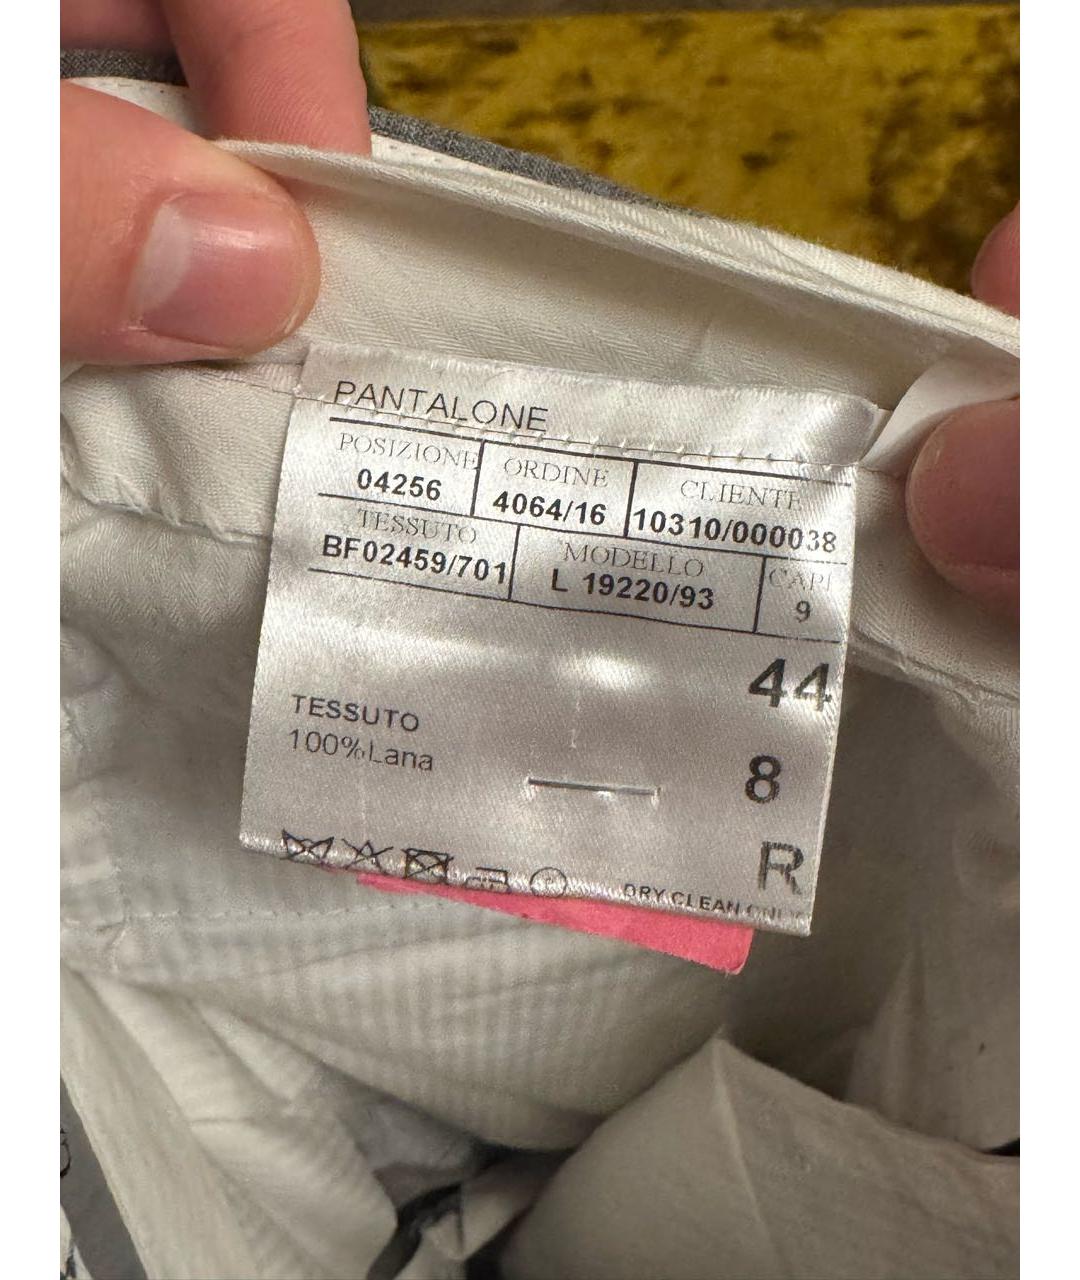 PANTALONE
POSIZIONE ORDINE CLIENTE
04256 4064/16 10310/000038
TESSUTO MODELLO CAPI
BF02459/701 L 19220/93 9
44
TESSUTO
100%Lana
8
R
DRY CLEAN ONLY